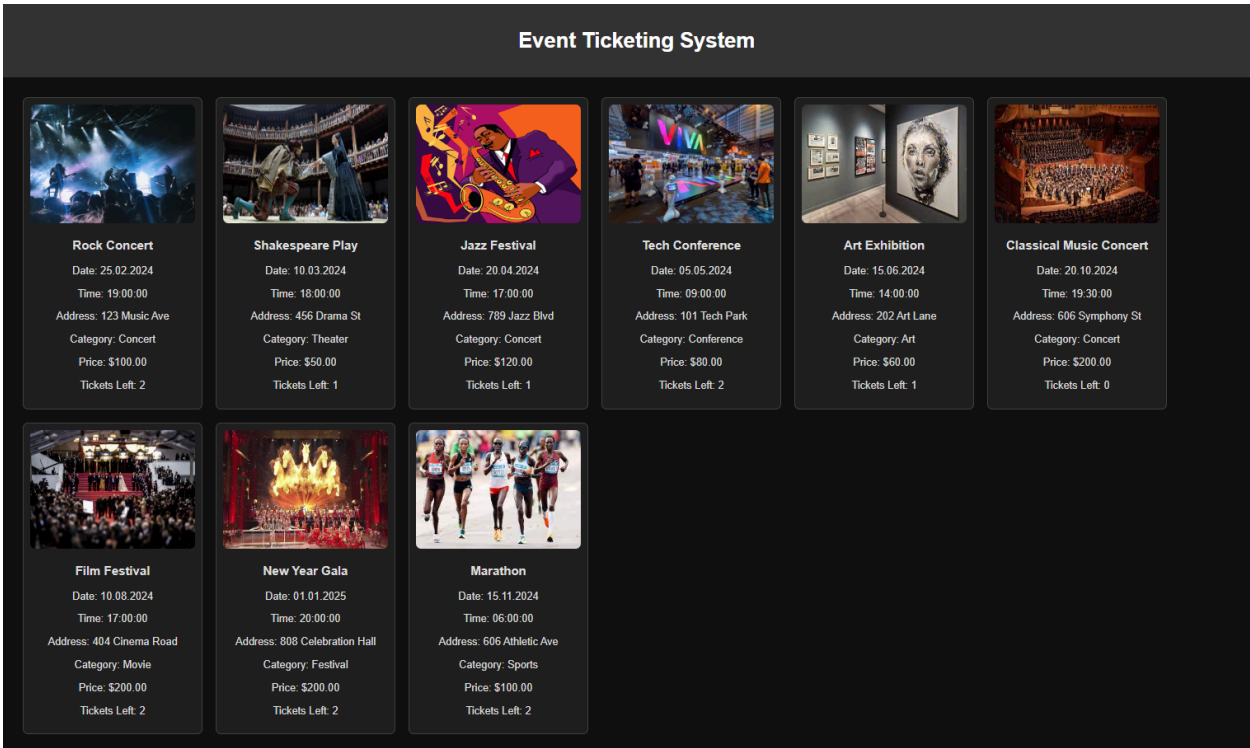 Event Ticketing System
VIVA
Rock Concert
Date: 25.02.2024
Time: 19:00:00
Address: 123 Music Ave
Category: Concert
Price: $100.00
Tickets Left: 2
Shakespeare Play
Date: 10.03.2024
Time: 18:00:00
Address: 456 Drama St
Category: Theater
Price: $50.00
Tickets Left: 1
Jazz Festival
Date: 20.04.2024
Time: 17:00:00
Address: 789 Jazz Blvd
Category: Concert
Price: $120.00
Tickets Left: 1
Tech Conference
Date: 05.05.2024
Time: 09:00:00
Address: 101 Tech Park
Category: Conference
Price: $80.00
Tickets Left: 2
Art Exhibition
Date: 15.06.2024
Time: 14:00:00
Address: 202 Art Lane
Category: Art
Price: $60.00
Tickets Left: 1
Classical Music Concert
Date: 20.10.2024
Time: 19:30:00
Address: 606 Symphony St
Category: Concert
Price: $200.00
Tickets Left: 0
Film Festival
Date: 10.08.2024
Time: 17:00:00
Address: 404 Cinema Road
Category: Movie
Price: $200.00
Tickets Left: 2
New Year Gala
Date: 01.01.2025
Time: 20:00:00
Address: 808 Celebration Hall
Category: Festival
Price: $200.00
Tickets Left: 2
Marathon
Date: 15.11.2024
Time: 06:00:00
Address: 606 Athletic Ave
Category: Sports
Price: $100.00
Tickets Left: 2